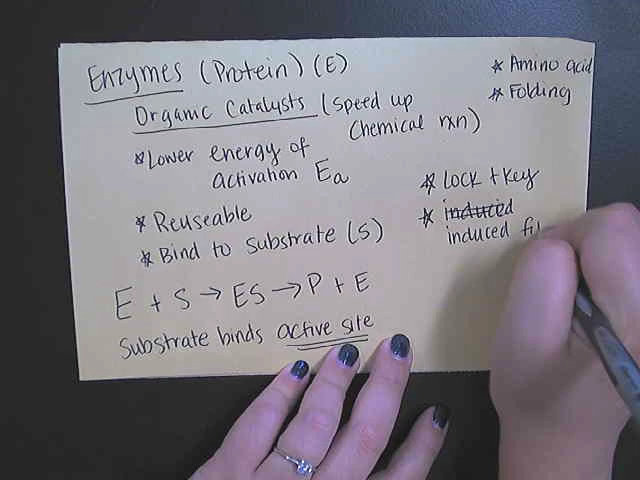 Enzymes (Protein) (E)
Organic Catalysts (speed up
Chemical rxn)
* Lower energy of
activation Ea
* Reuseable
* Bind to substrate (S)
E + S → ES → P + E
Substrate binds active site
* Amino acid
* Folding
* Lock + Key
* induced
induced